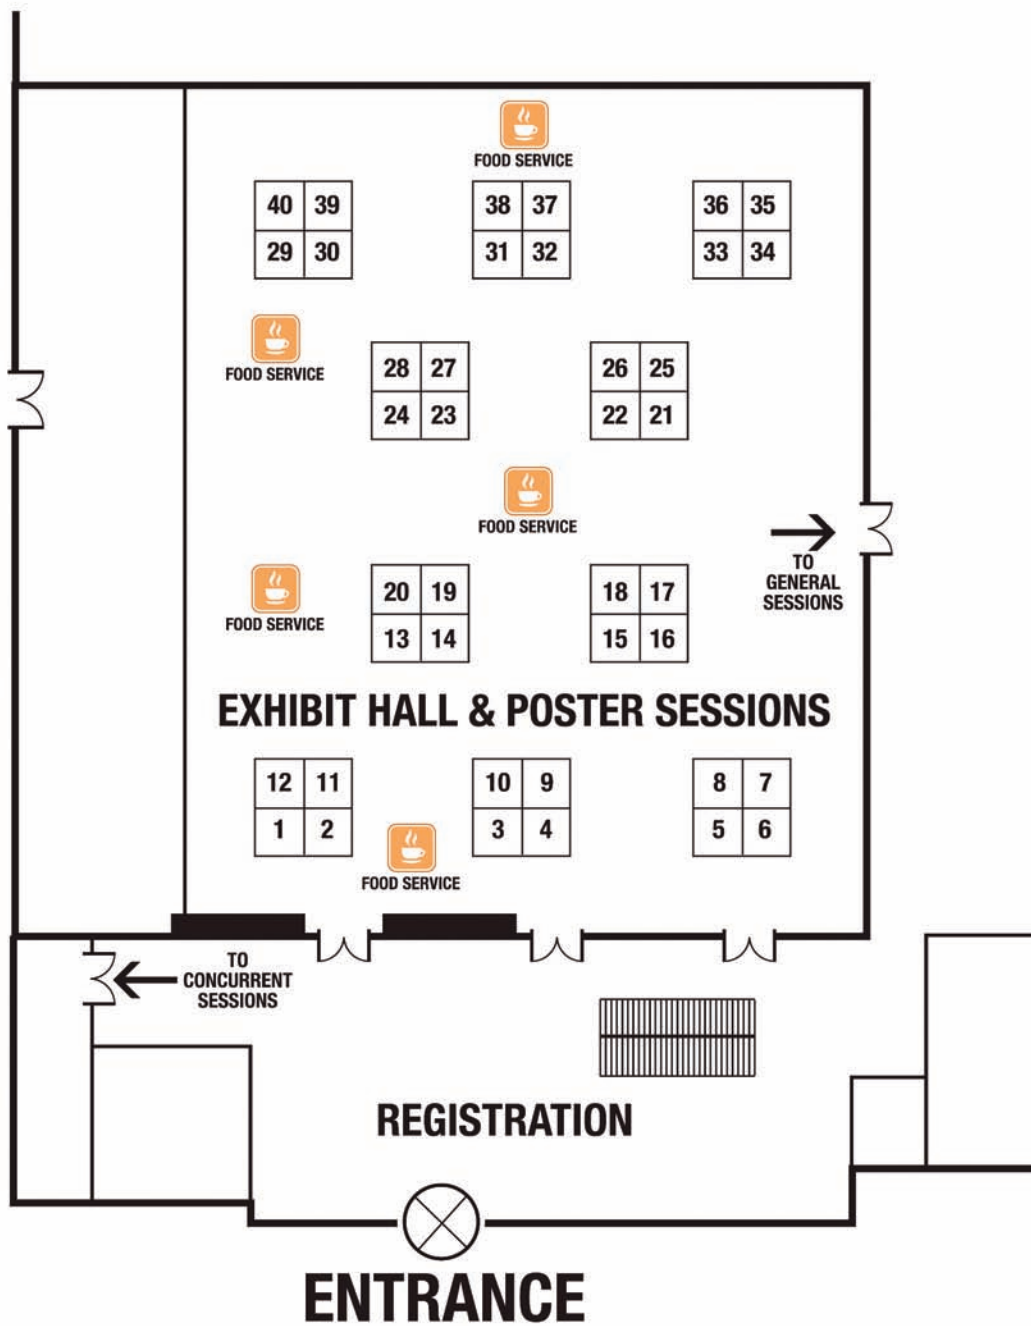 FOOD SERVICE
40 39 38 37 36 35
29 30 31 32 33 34
FOOD SERVICE
28 27 26 25
24 23 22 21
FOOD SERVICE
TO
GENERAL
SESSIONS
FOOD SERVICE
20 19 18 17
13 14 15 16
EXHIBIT HALL & POSTER SESSIONS
12 11 10 9 8 7
1 2 3 4 5 6
FOOD SERVICE
TO
CONCURRENT
SESSIONS
REGISTRATION
ENTRANCE